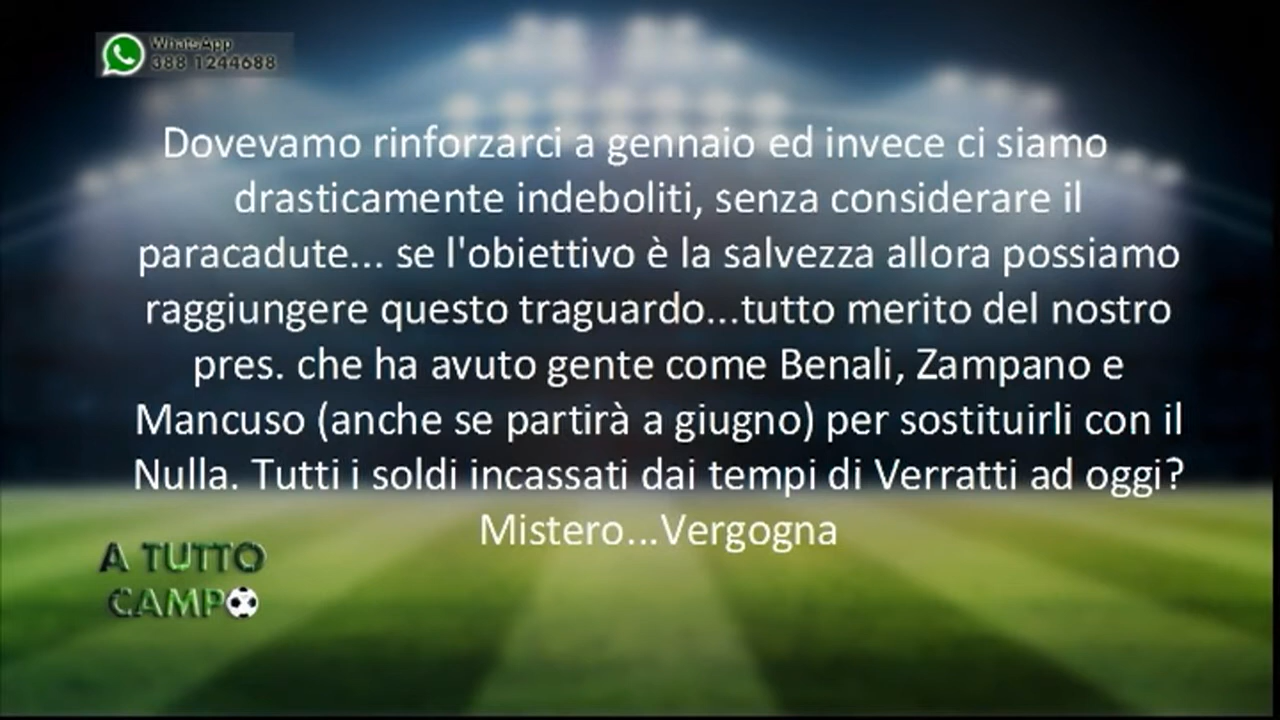 WhatsApp
388 1244688
Dovevamo rinforzarci a gennaio ed invece ci siamo
drasticamente indeboliti, senza considerare il
paracadute... se l'obiettivo è la salvezza allora possiamo
raggiungere questo traguardo...tutto merito del nostro
pres. che ha avuto gente come Benali, Zampano e
Mancuso (anche se partirà a giugno) per sostituirli con il
Nulla. Tutti i soldi incassati dai tempi di Verratti ad oggi?
Mistero...Vergogna
A TUTTO
CAMPO